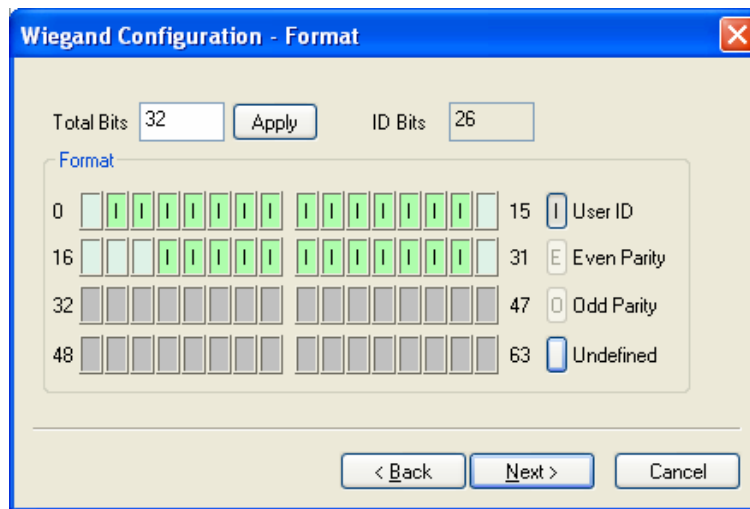 Wiegand Configuration - Format
Total Bits 32 Apply ID Bits 26
Format
0 I I I I I I I I I I I I I I 15 I User ID
16 I I I I I I I I I I I I 31 E Even Parity
32 47 O Odd Parity
48 63 Undefined
< Back Next > Cancel